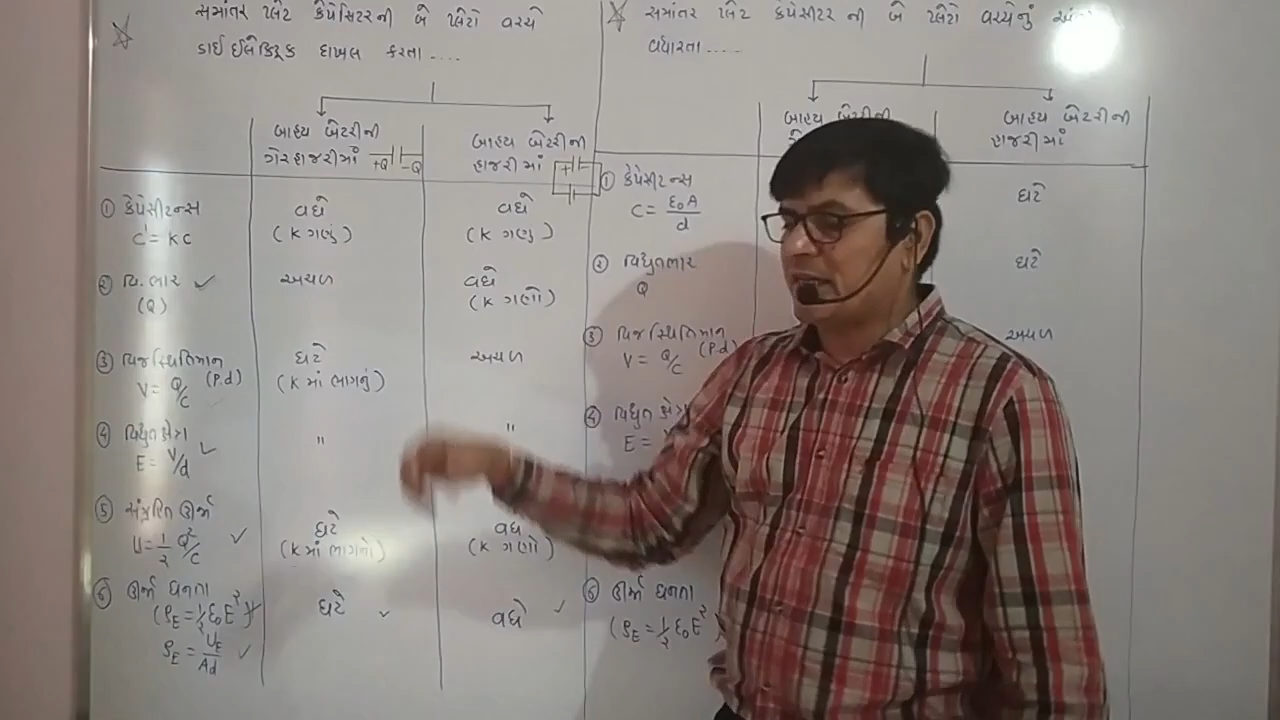 સમાંતર પ્લેટ કેપેસિટરની બે પ્લેટો વચ્ચે
ડાઈ ઈલેક્ટ્રિક દાખલ કરતા ....
બાહ્ય બેટરીની
ગેરહાજરીમાં +Q -Q
બાહ્ય બેટરીની
હાજરીમાં
① કેપેસીટન્સ વધે વધે
C' = KC (K ગણું) (K ગણું)
② વિ. ભાર અચળ વધે
(Q) (K ગણો)
③ વિજસ્થિતિમાન ઘટે અચળ
V = Q/C (P.d) (K માં ભાગનું)
④ વિદ્યુતક્ષેત્ર " "
E = V/d
⑤ સંગ્રહિત ઊર્જા ઘટે વધે
U = 1/2 Q²/C (K માં ભાગનો) (K ગણો)
⑥ ઊર્જા ઘનતા ઘટે વધે
(ρE = 1/2 ε₀E²)
ρE = UE/Ad
સમાંતર પ્લેટ કેપેસીટર ની બે પ્લેટો વચ્ચેનું
વધારતા ....
બાહ્ય બેટરીની
બાહ્ય બેટરીની
હાજરીમાં
① કેપેસીટન્સ ઘટે
C = ε₀A/d
② વિદ્યુતભાર ઘટે
Q
③ વિજસ્થિતિમાન અચળ
V = Q/C (P.d)
④ વિદ્યુત ક્ષેત્ર
E =
⑥ ઊર્જા ઘનતા
(ρE = 1/2 ε₀E²